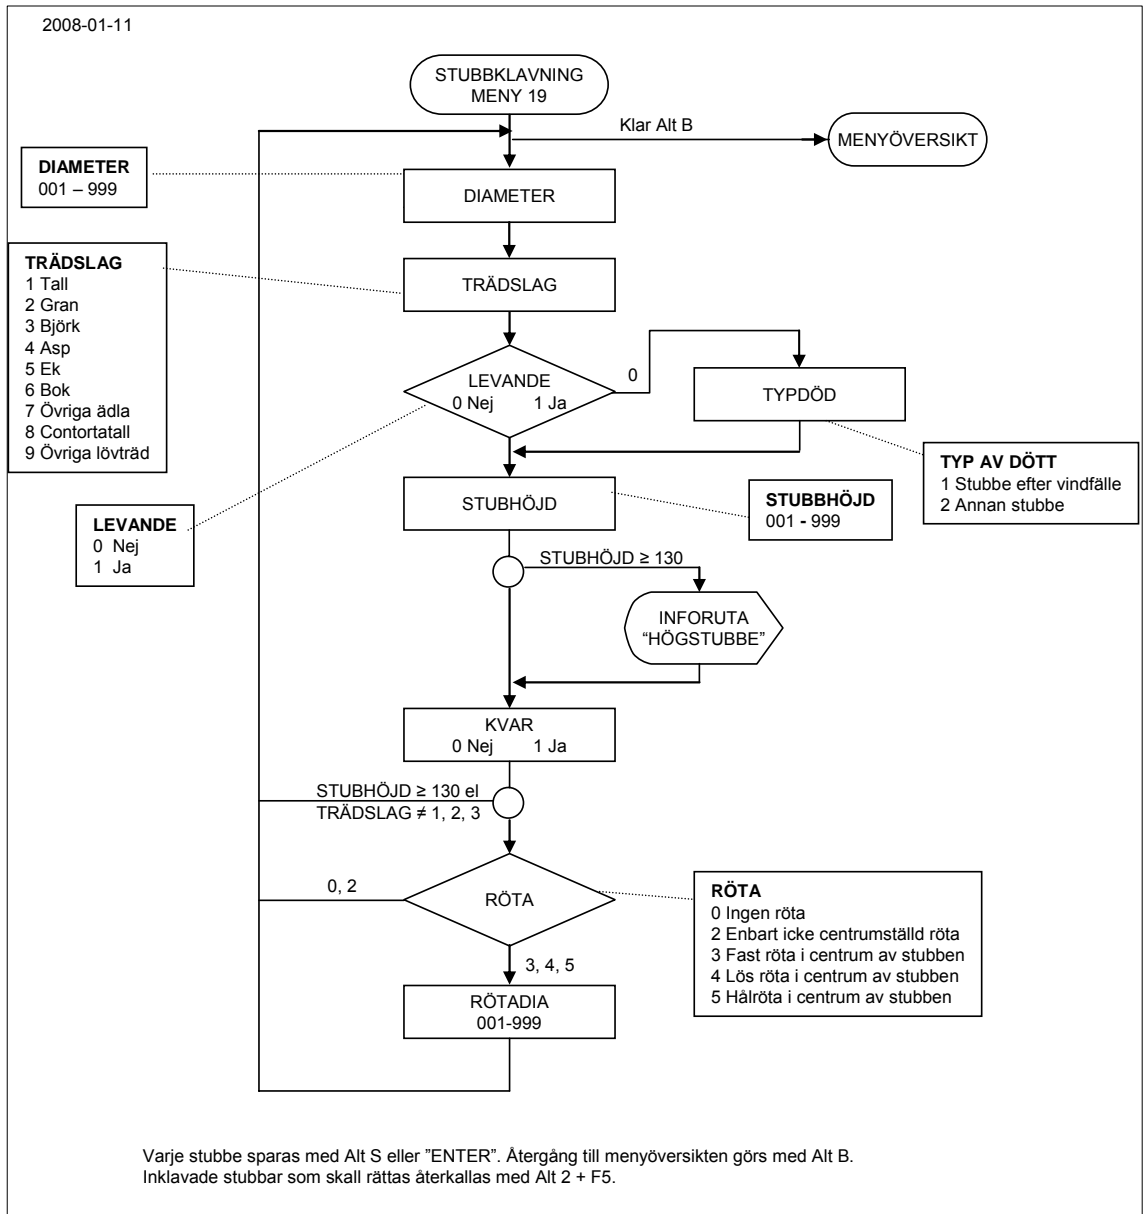 2008-01-11
STUBBKLAVNING
MENY 19
Klar Alt B
MENYÖVERSIKT
DIAMETER
001 – 999
DIAMETER
TRÄDSLAG
1 Tall
2 Gran
3 Björk
4 Asp
5 Ek
6 Bok
7 Övriga ädla
8 Contortatall
9 Övriga lövträd
TRÄDSLAG
LEVANDE
0 Nej 1 Ja
0
TYPDÖD
TYP AV DÖTT
1 Stubbe efter vindfälle
2 Annan stubbe
LEVANDE
0 Nej
1 Ja
STUBHÖJD
STUBBHÖJD
001 - 999
STUBHÖJD ≥ 130
INFORUTA
“HÖGSTUBBE”
KVAR
0 Nej 1 Ja
STUBHÖJD ≥ 130 el
TRÄDSLAG ≠ 1, 2, 3
0, 2
RÖTA
RÖTA
0 Ingen röta
2 Enbart icke centrumställd röta
3 Fast röta i centrum av stubben
4 Lös röta i centrum av stubben
5 Hålröta i centrum av stubben
3, 4, 5
RÖTADIA
001-999
Varje stubbe sparas med Alt S eller ”ENTER”. Återgång till menyöversikten görs med Alt B.
Inklavade stubbar som skall rättas återkallas med Alt 2 + F5.